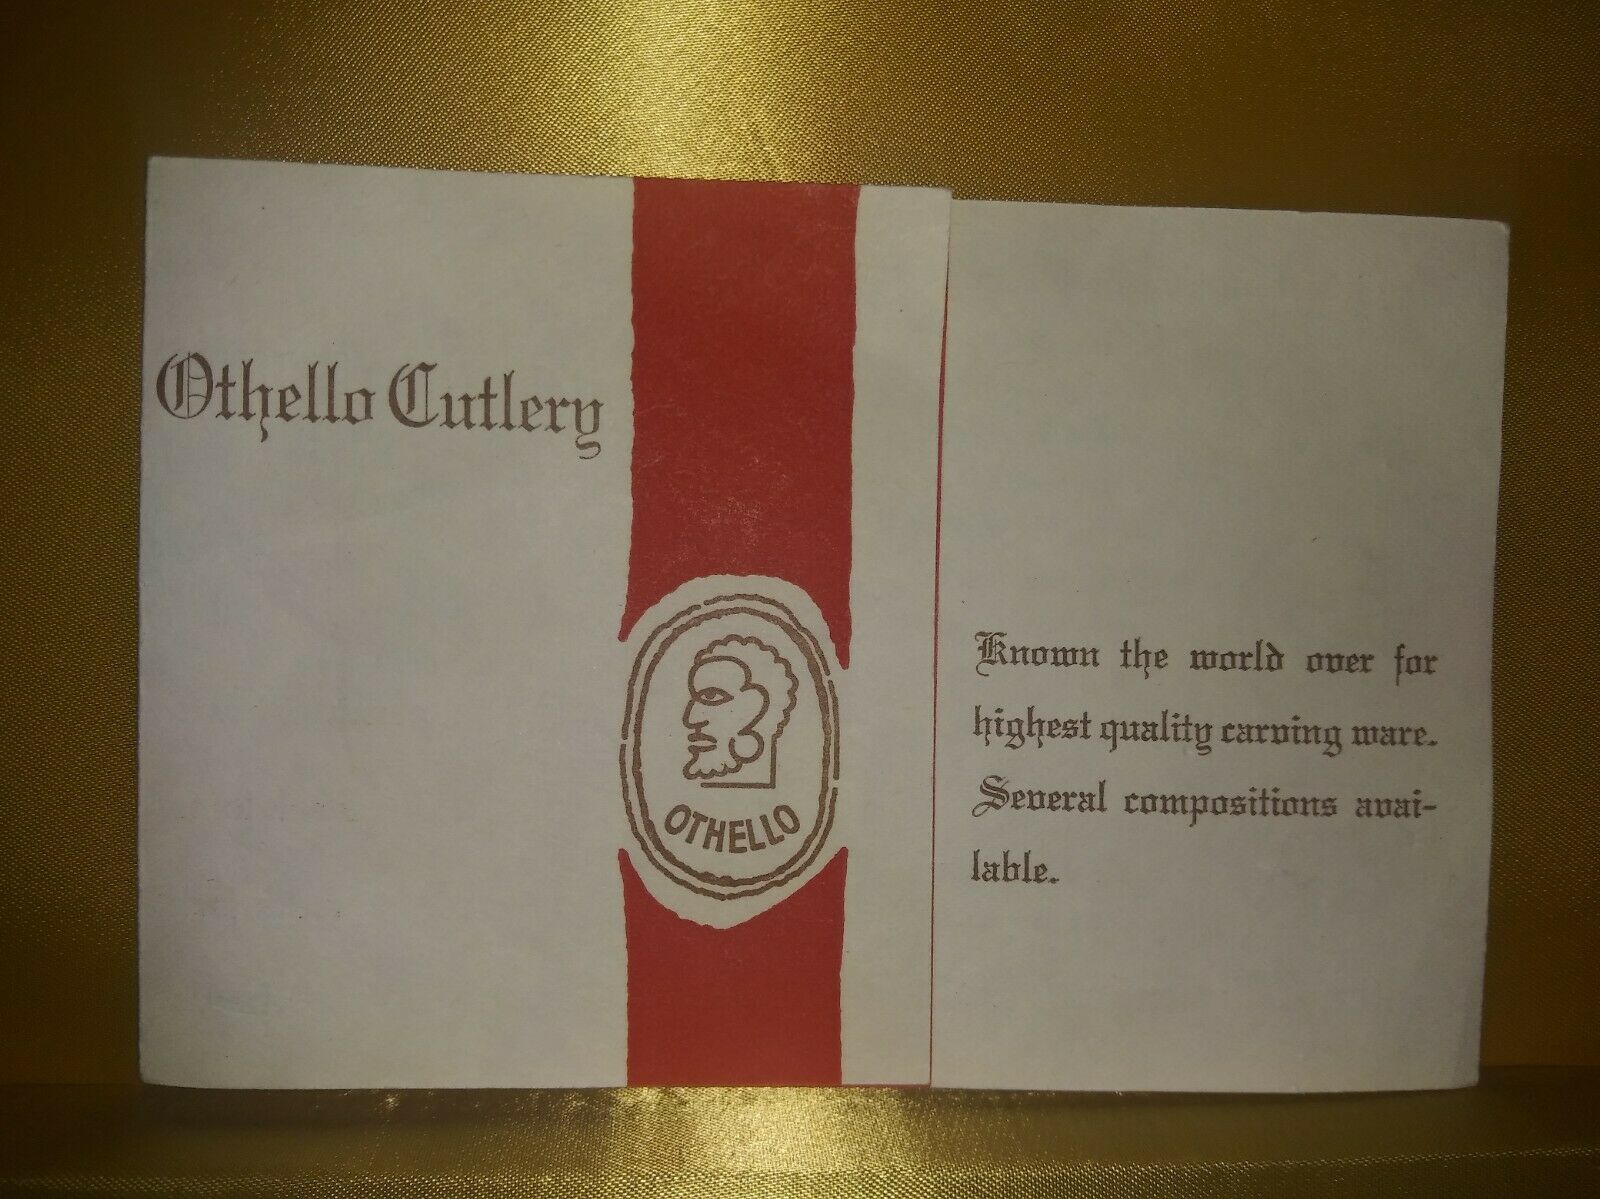 Othello Cutlery
OTHELLO
Known the world over for
highest quality carving ware.
Several compositions avai-
lable.